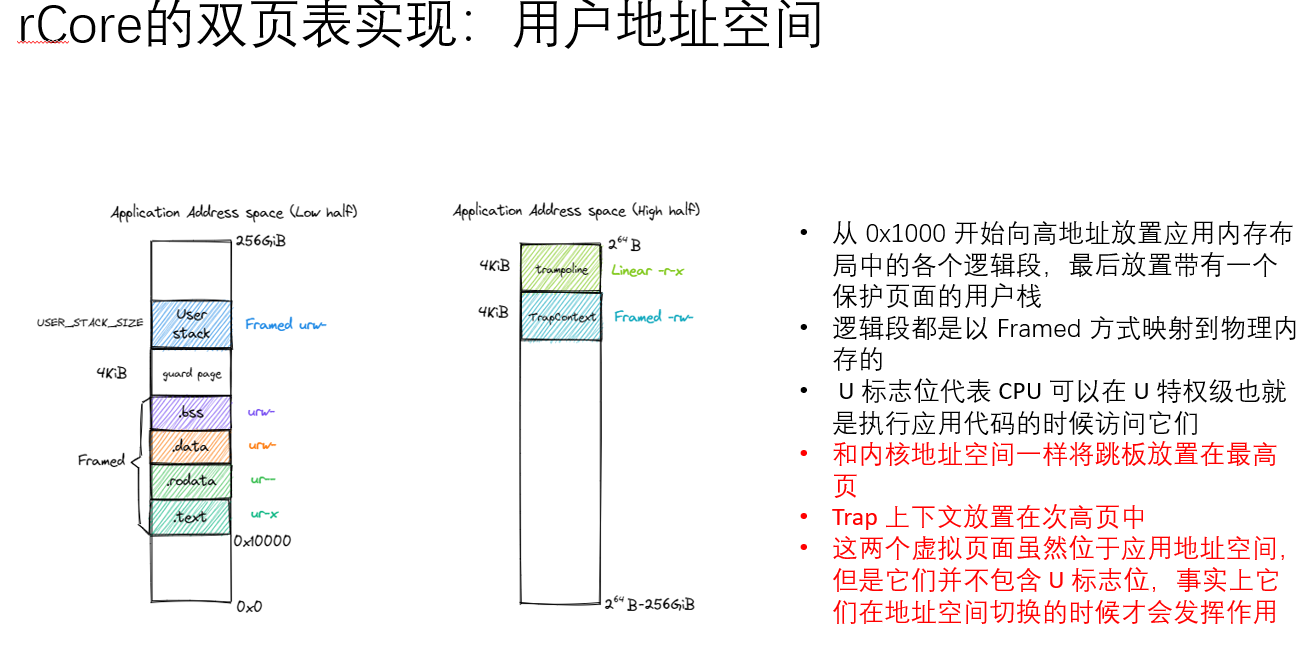 rCore的双页表实现：用户地址空间
Application Address space (Low half)
256GiB
USER_STACK_SIZE
User
stack
Framed urw-
4KiB
guard page
.bss
urw-
.data
urw-
Framed
.rodata
ur--
.text
ur-x
0x10000
0x0
Application Address space (High half)
2^64 B
4KiB
trampoline
Linear -r-x
4KiB
TrapContext
Framed -rw-
2^64 B-256GiB
• 从 0x1000 开始向高地址放置应用内存布
局中的各个逻辑段，最后放置带有一个
保护页面的用户栈
• 逻辑段都是以 Framed 方式映射到物理内
存的
• U 标志位代表 CPU 可以在 U 特权级也就
是执行应用代码的时候访问它们
• 和内核地址空间一样将跳板放置在最高
页
• Trap 上下文放置在次高页中
• 这两个虚拟页面虽然位于应用地址空间，
但是它们并不包含 U 标志位，事实上它
们在地址空间切换的时候才会发挥作用